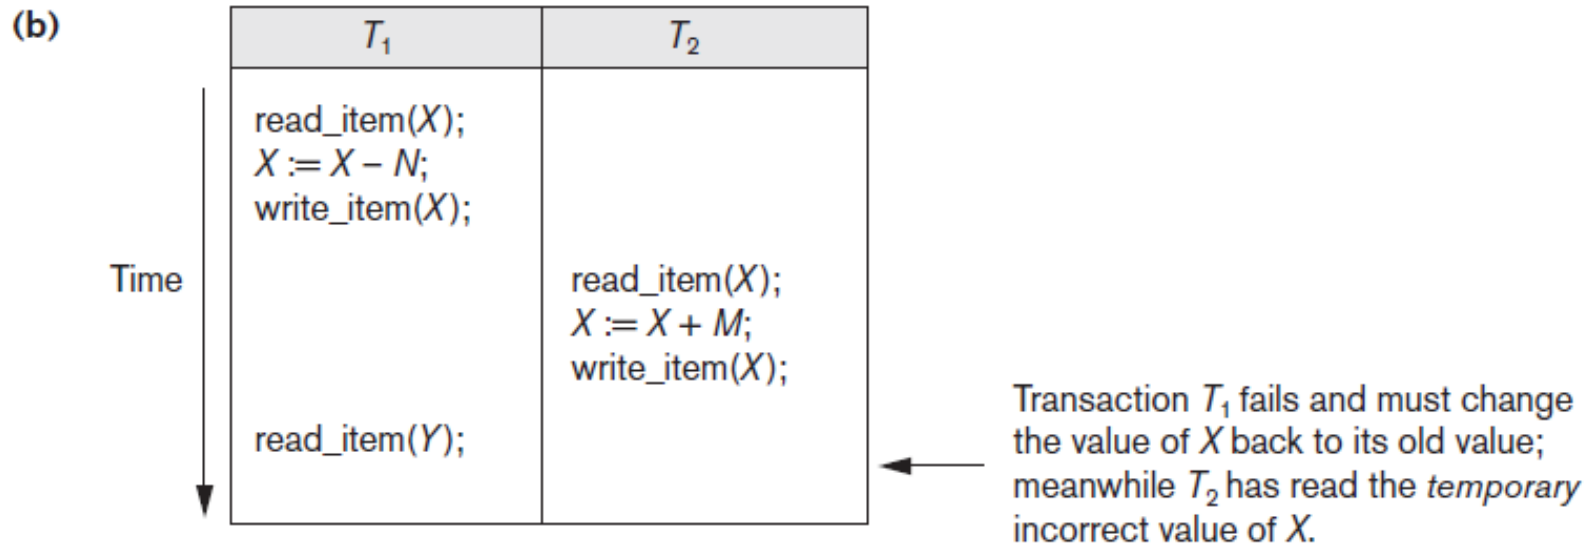 (b)
T₁ T₂
read_item(X);
X := X – N;
write_item(X);
Time
read_item(X);
X := X + M;
write_item(X);
read_item(Y);
Transaction T₁ fails and must change
the value of X back to its old value;
meanwhile T₂ has read the temporary
incorrect value of X.